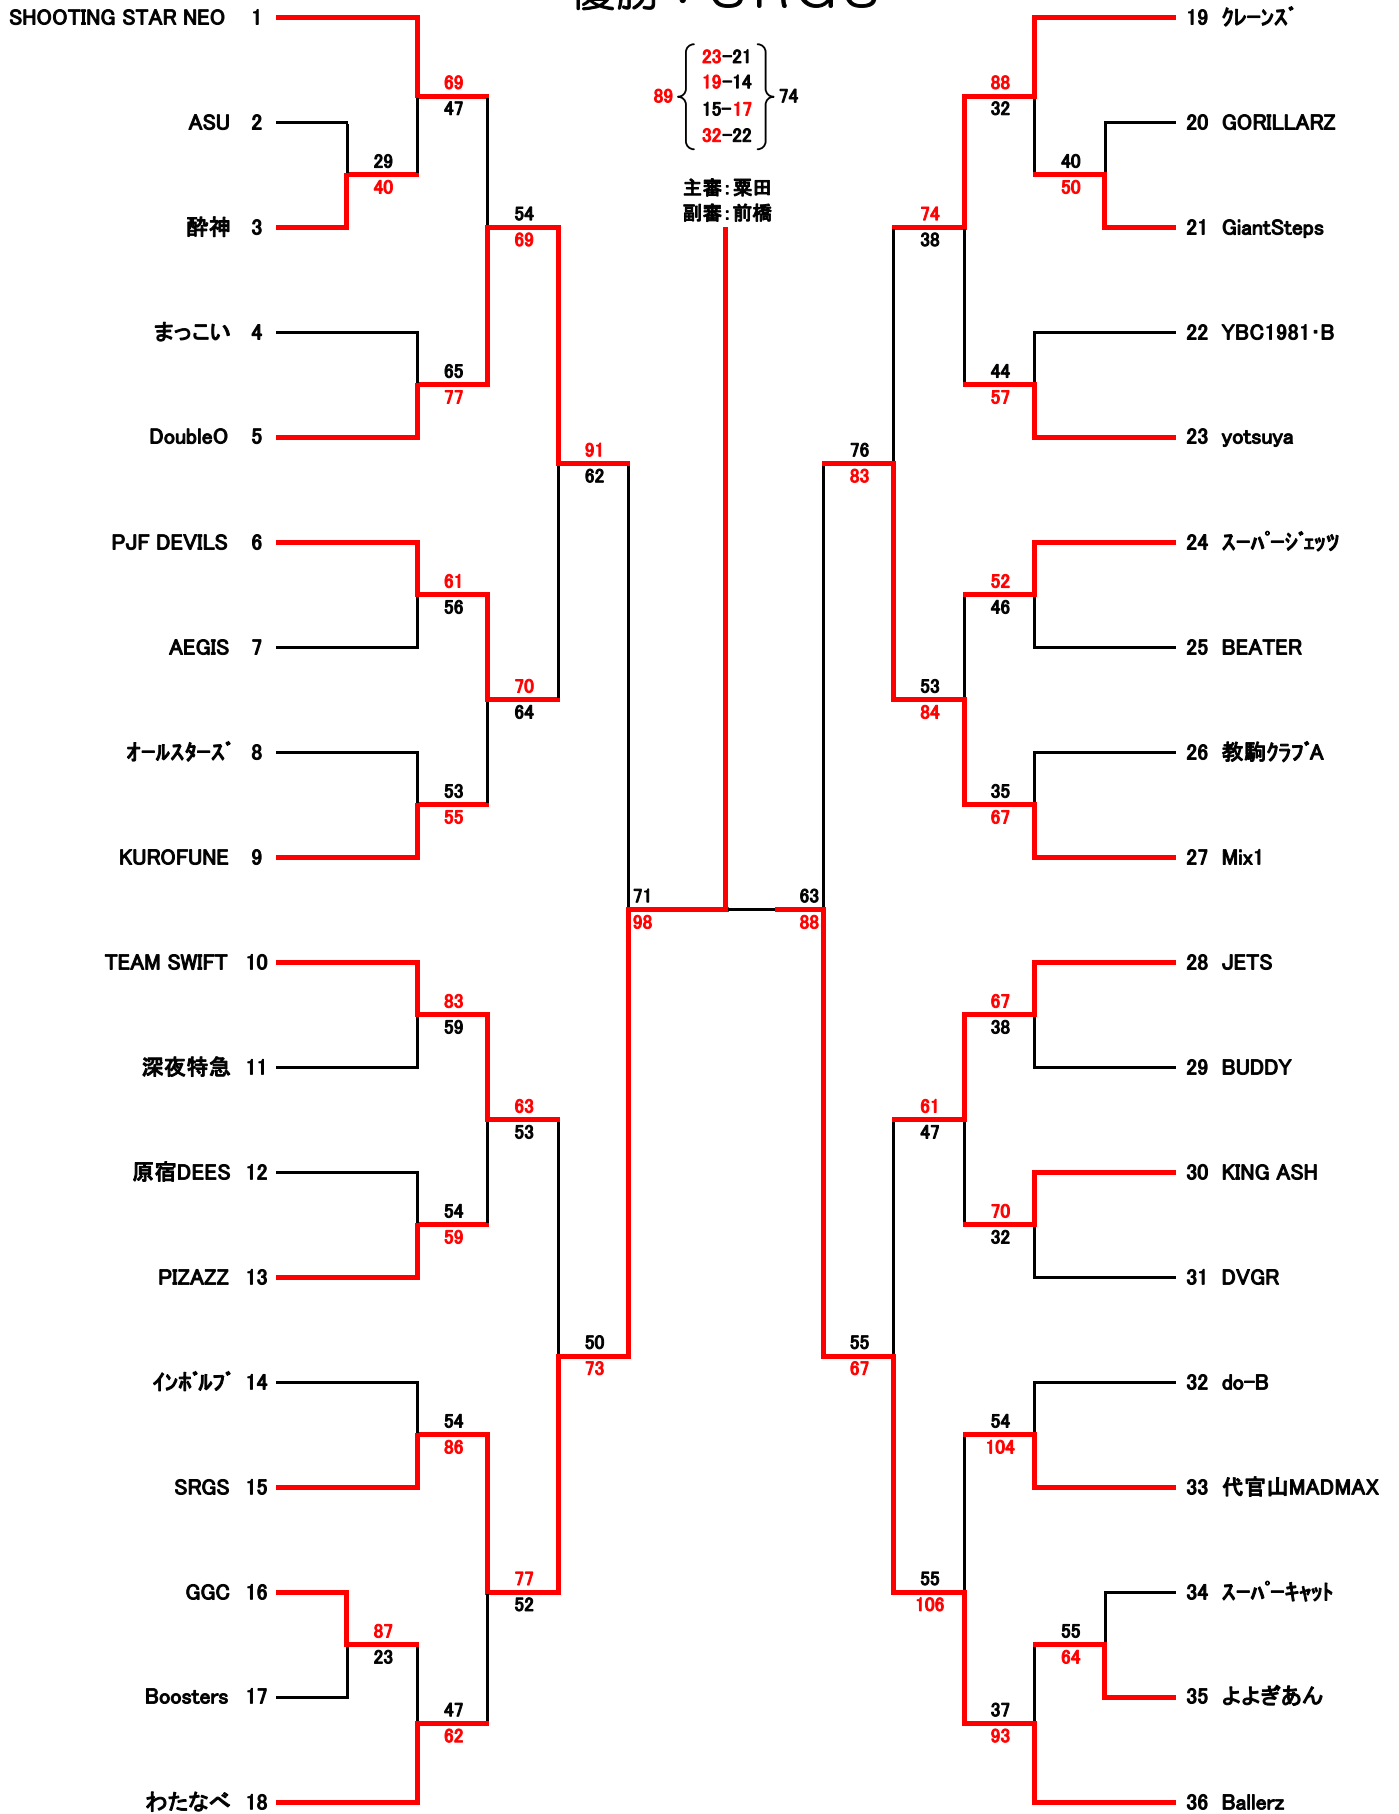 優勝：SRGS
SHOOTING STAR NEO 1
ASU 2
酔神 3
まっこい 4
DoubleO 5
PJF DEVILS 6
AEGIS 7
ｵｰﾙｽﾀｰｽﾞ 8
KUROFUNE 9
TEAM SWIFT 10
深夜特急 11
原宿DEES 12
PIZAZZ 13
ｲﾝﾎﾞﾙﾌﾞ 14
SRGS 15
GGC 16
Boosters 17
わたなべ 18
69
47
29
40
54
69
65
77
91
62
61
56
70
64
53
55
71
98
83
59
63
53
54
59
50
73
54
86
77
52
87
23
47
62
23-21
19-14
89 15-17 74
32-22
主審：粟田
副審：前橋
88
32
40
50
74
38
44
57
76
83
52
46
53
84
35
67
63
88
67
38
61
47
70
32
55
67
54
104
55
106
55
64
37
93
19 ｸﾚｰﾝｽﾞ
20 GORILLARZ
21 GiantSteps
22 YBC1981・B
23 yotsuya
24 ｽｰﾊﾟｰｼﾞｪｯﾂ
25 BEATER
26 教駒ｸﾗﾌﾞA
27 Mix1
28 JETS
29 BUDDY
30 KING ASH
31 DVGR
32 do-B
33 代官山MADMAX
34 ｽｰﾊﾟｰｷｬｯﾄ
35 よよぎあん
36 Ballerz